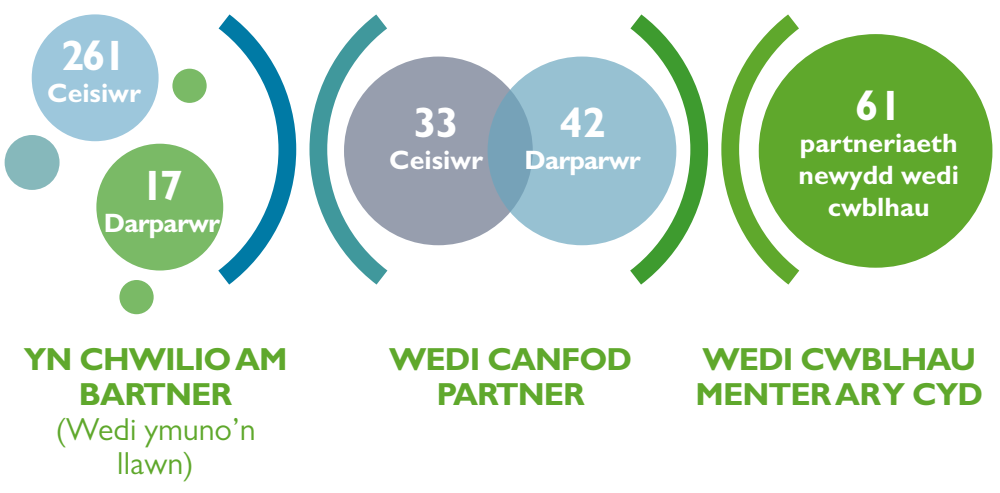 261
Ceisiwr
17
Darparwr
33
Ceisiwr
42
Darparwr
61
partneriaeth
newydd wedi
cwblhau
YN CHWILIO AM
BARTNER
(Wedi ymuno’n
llawn)
WEDI CANFOD
PARTNER
WEDI CWBLHAU
MENTER AR Y CYD